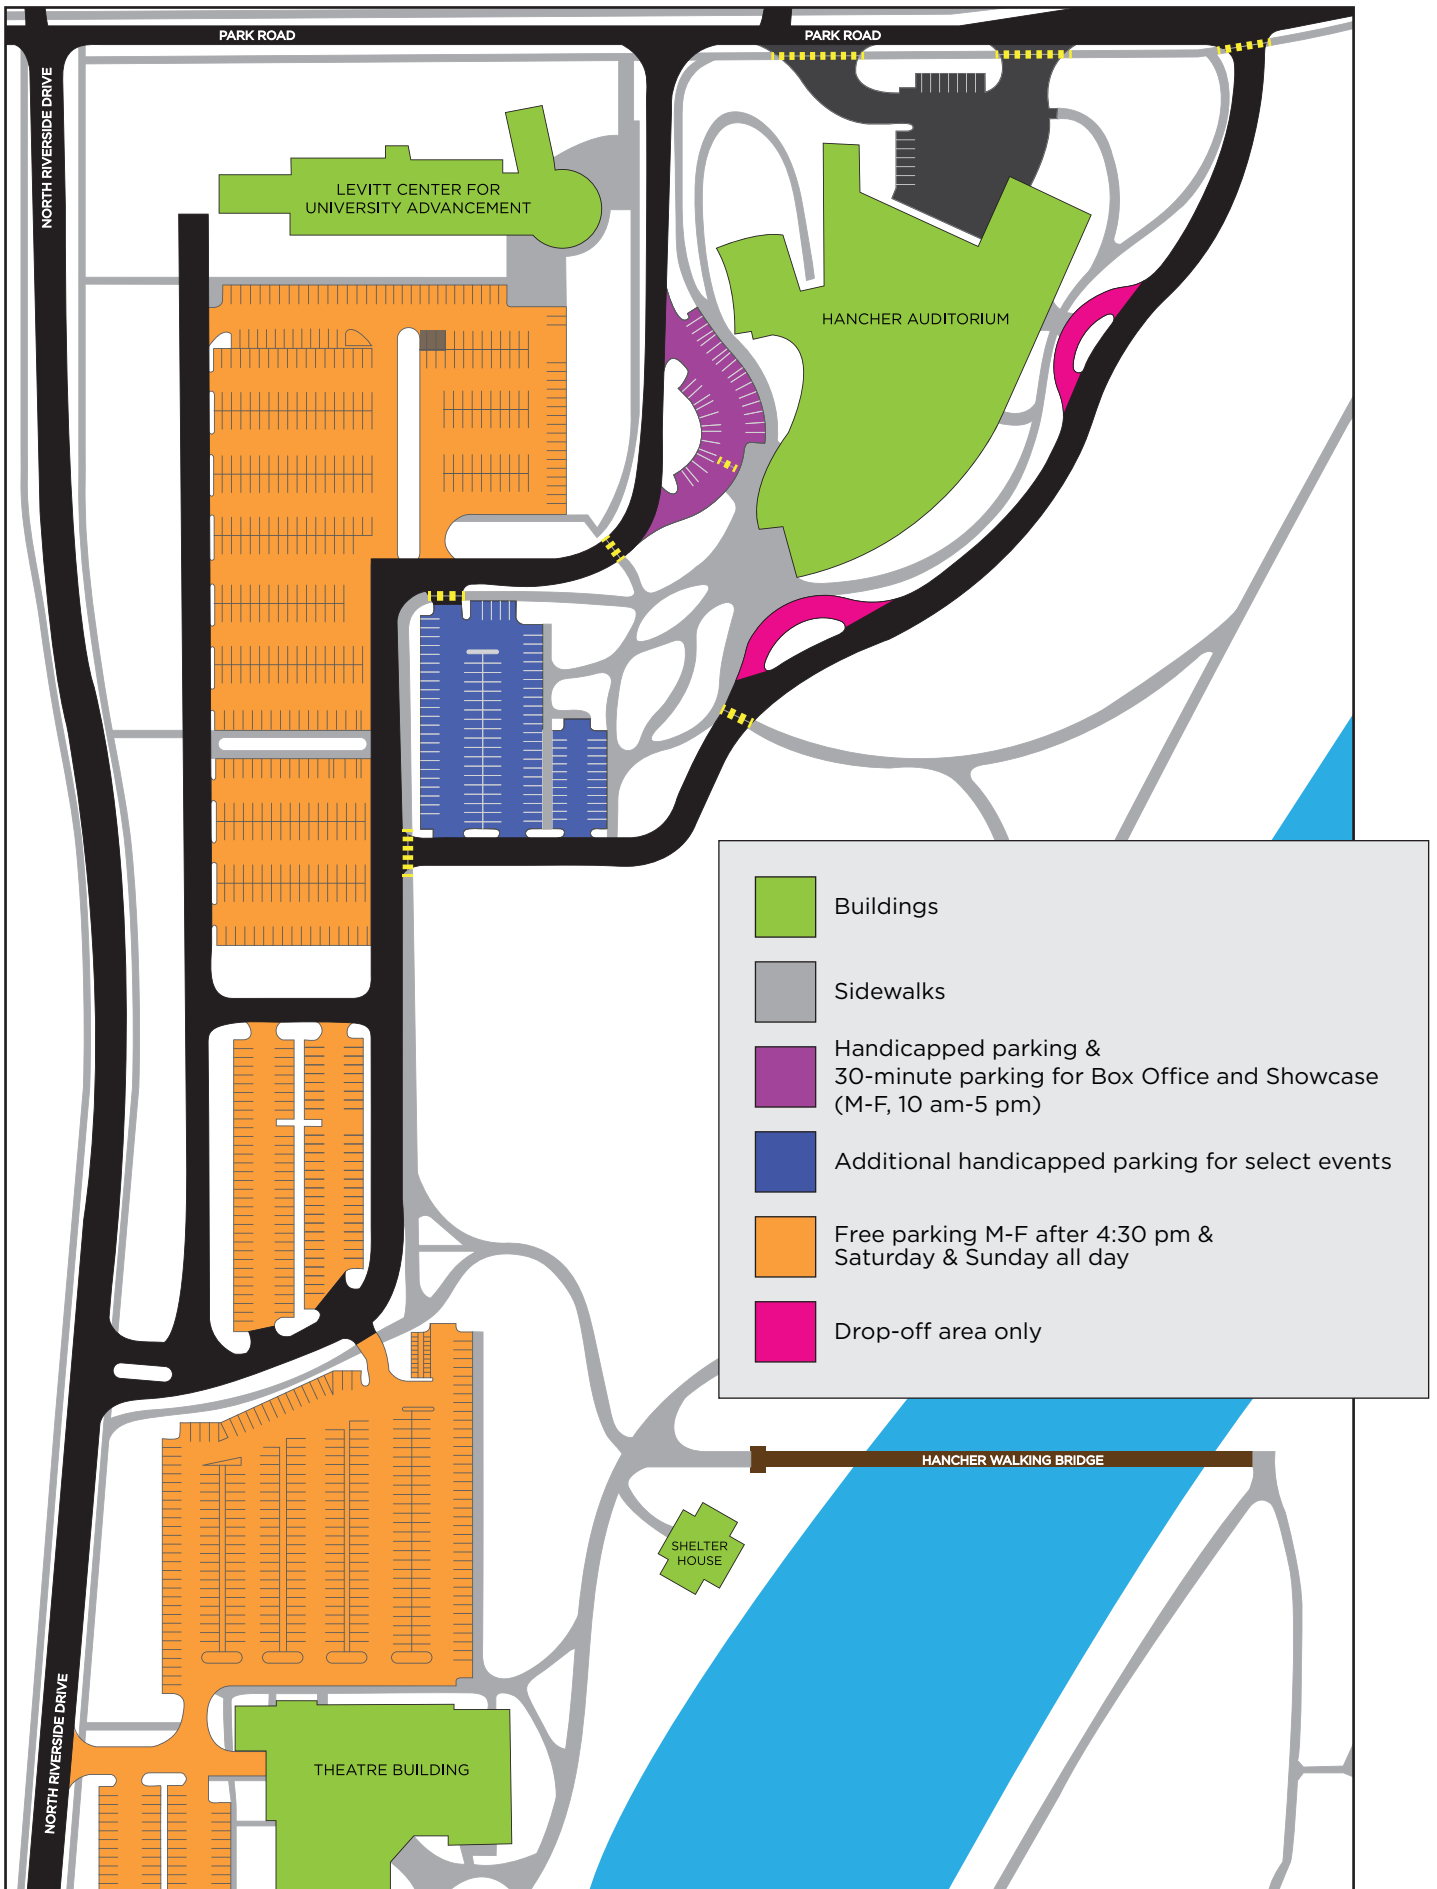 PARK ROAD
PARK ROAD
NORTH RIVERSIDE DRIVE
LEVITT CENTER FOR
UNIVERSITY ADVANCEMENT
HANCHER AUDITORIUM
Buildings
Sidewalks
Handicapped parking &
30-minute parking for Box Office and Showcase
(M-F, 10 am-5 pm)
Additional handicapped parking for select events
Free parking M-F after 4:30 pm &
Saturday & Sunday all day
Drop-off area only
HANCHER WALKING BRIDGE
SHELTER
HOUSE
NORTH RIVERSIDE DRIVE
THEATRE BUILDING